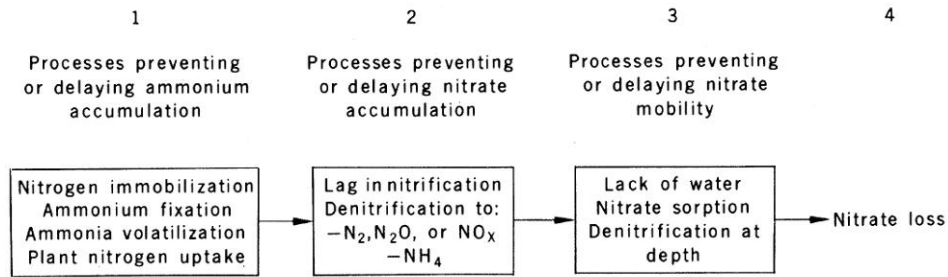 1
Processes preventing
or delaying ammonium
accumulation
Nitrogen immobilization
Ammonium fixation
Ammonia volatilization
Plant nitrogen uptake
2
Processes preventing
or delaying nitrate
accumulation
Lag in nitrification
Denitrification to:
–N₂,N₂O, or NOₓ
–NH₄
3
Processes preventing
or delaying nitrate
mobility
Lack of water
Nitrate sorption
Denitrification at
depth
4
Nitrate loss